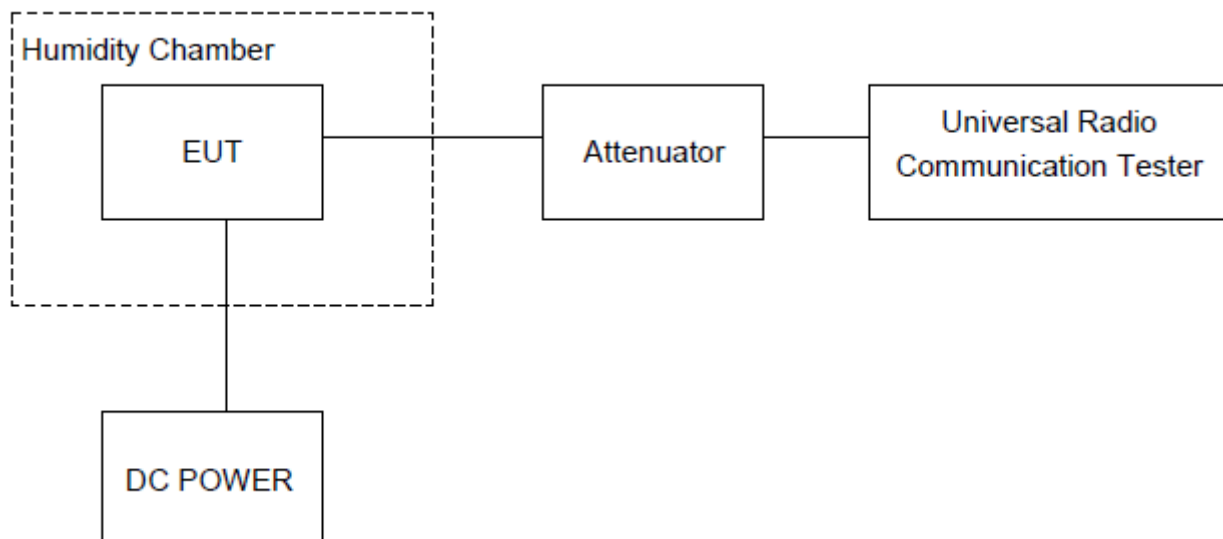 Humidity Chamber
EUT
Attenuator
Universal Radio
Communication Tester
DC POWER